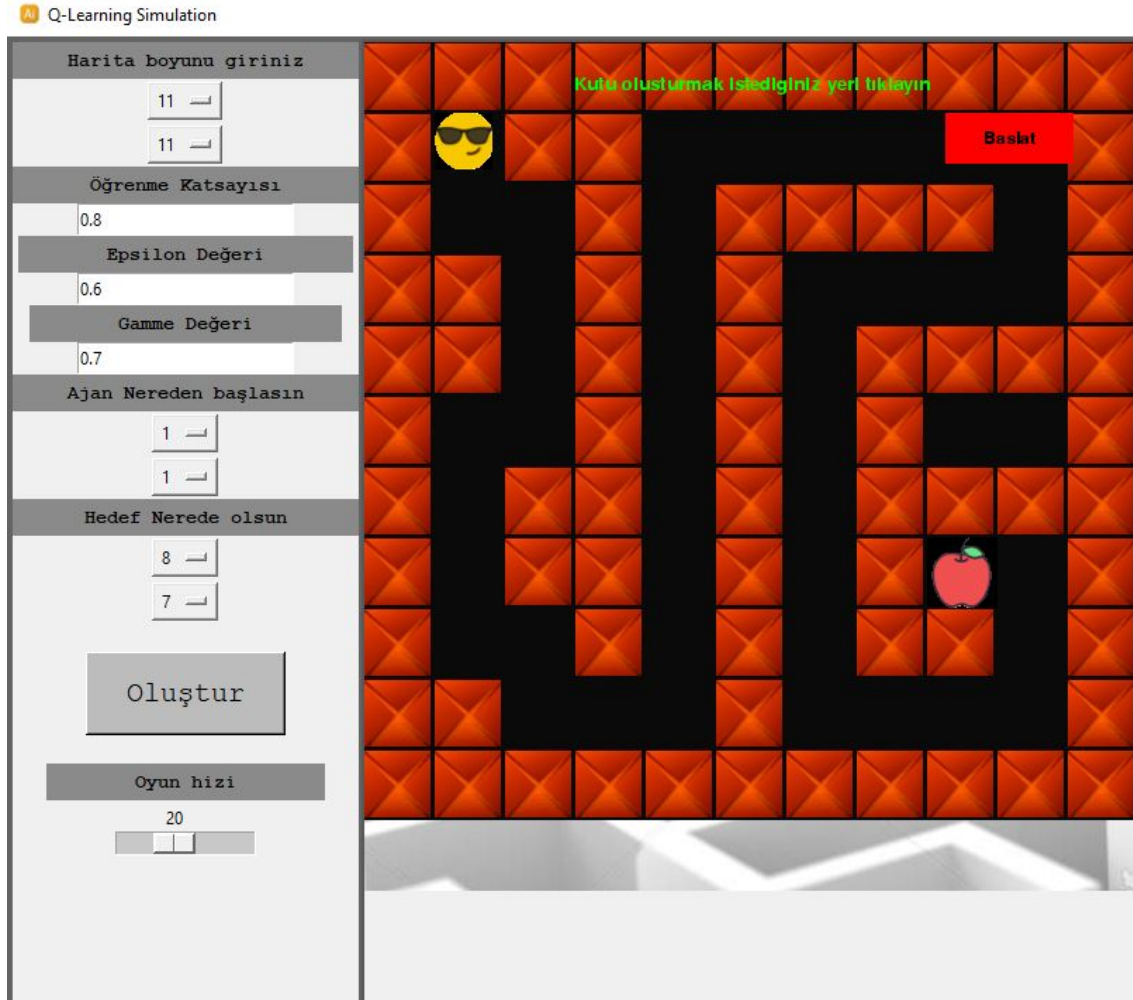 Q-Learning Simulation
Harita boyunu giriniz
11
11
Öğrenme Katsayısı
0.8
Epsilon Değeri
0.6
Gamme Değeri
0.7
Ajan Nereden başlasın
1
1
Hedef Nerede olsun
8
7
Oluştur
Oyun hizi
20
Kutu olusturmak istediginiz yeri tıklayın
Baslat